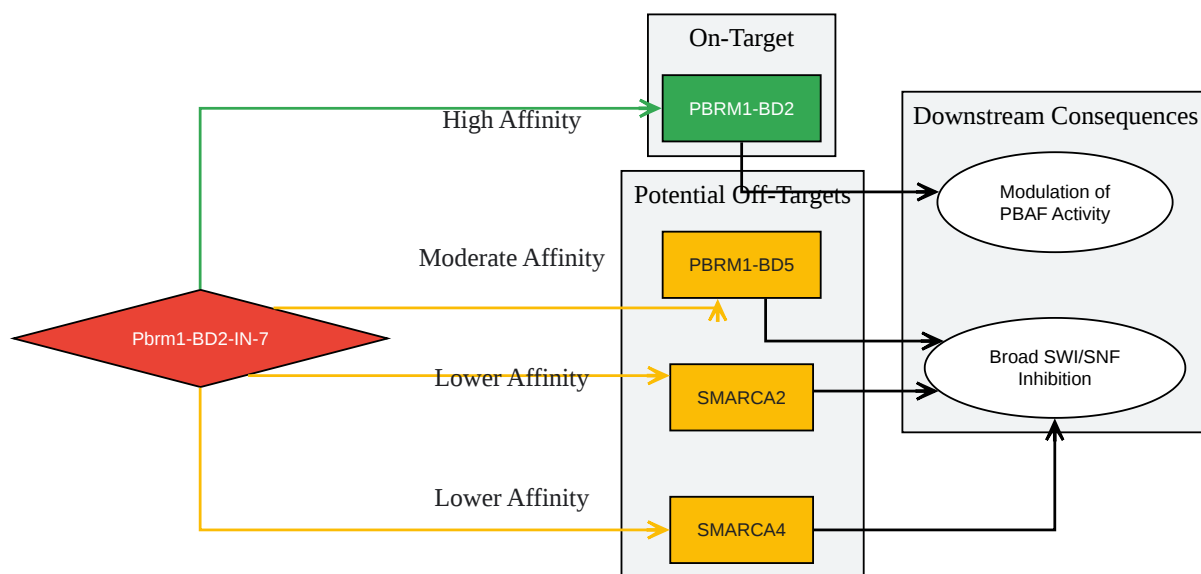 On-Target
PBRM1-BD2
High Affinity
Downstream Consequences
Modulation of
PBAF Activity
Potential Off-Targets
Moderate Affinity
PBRM1-BD5
Pbrm1-BD2-IN-7
Broad SWI/SNF
Inhibition
Lower Affinity
SMARCA2
Lower Affinity
SMARCA4